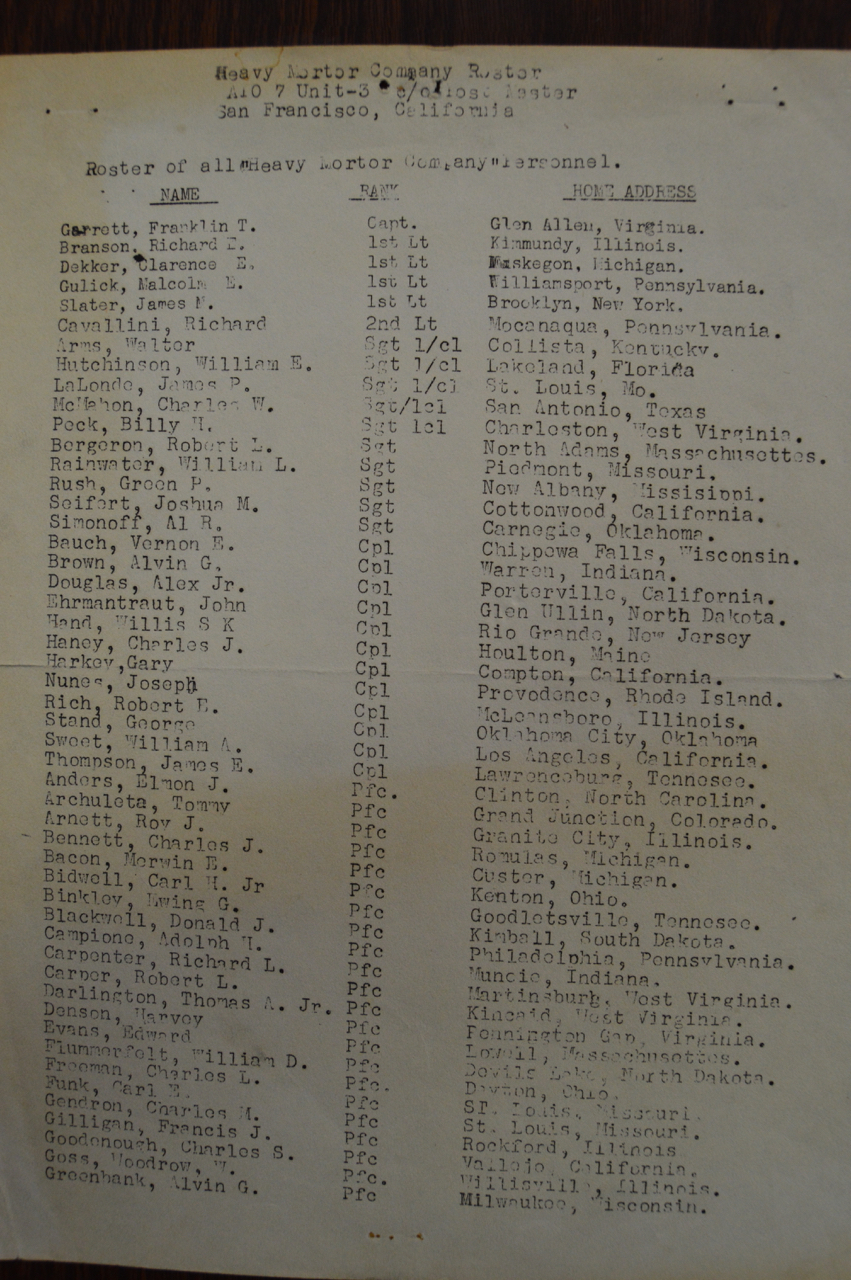 Heavy Mortor Company Roster
APO 7 Unit-3 c/o Post Master
San Francisco, California
Roster of all "Heavy Mortor Company" Personnel.
NAME RANK HOME ADDRESS
Garrett, Franklin T. Capt. Glen Allen, Virginia.
Branson, Richard E. 1st Lt Kinmundy, Illinois.
Dekker, Clarence E. 1st Lt Muskegon, Michigan.
Gulick, Malcolm E. 1st Lt Williamsport, Pennsylvania.
Slater, James M. 1st Lt Brooklyn, New York.
Cavallini, Richard 2nd Lt Mocanaqua, Pennsylvania.
Arms, Walter Sgt 1/cl Collista, Kentucky.
Hutchinson, William E. Sgt 1/cl Lakeland, Florida
LaLonde, James P. Sgt 1/cl St. Louis, Mo.
McMahon, Charles W. Sgt/1cl San Antonio, Texas
Peck, Billy H. Sgt 1cl Charleston, West Virginia.
Bergeron, Robert L. Sgt North Adams, Massachusettes.
Rainwater, William L. Sgt Piedmont, Missouri.
Rush, Green P. Sgt New Albany, Missisippi.
Seifert, Joshua M. Sgt Cottonwood, California.
Simonoff, Al R. Sgt Carnegie, Oklahoma.
Bauch, Vernon E. Cpl Chippewa Falls, Wisconsin.
Brown, Alvin G. Cpl Warren, Indiana.
Douglas, Alex Jr. Cpl Porterville, California.
Ehrmantraut, John Cpl Glen Ullin, North Dakota.
Hand, Willis S K Cpl Rio Grande, New Jersey
Haney, Charles J. Cpl Houlton, Maine
Harkey,Gary Cpl Compton, California.
Nunes, Joseph Cpl Provodence, Rhode Island.
Rich, Robert E. Cpl McLeansboro, Illinois.
Stand, George Cpl Oklahoma City, Oklahoma
Sweet, William A. Cpl Los Angeles, California.
Thompson, James E. Cpl Lawrenceburg, Tennesee.
Anders, Elmon J. Pfc. Clinton, North Carolina.
Archuleta, Tommy Pfc Grand Junction, Colorado.
Arnett, Roy J. Pfc Granite City, Illinois.
Bennett, Charles J. Pfc Romulas, Michigan.
Bacon, Merwin E. Pfc Custer, Michigan.
Bidwell, Carl H. Jr Pfc Kenton, Ohio.
Binkley, Ewing G. Pfc Goodletsville, Tennesee.
Blackwell, Donald J. Pfc Kimball, South Dakota.
Campione, Adolph H. Pfc Philadelphia, Pennsylvania.
Carpenter, Richard L. Pfc Muncie, Indiana.
Carper, Robert L. Pfc Martinsburg, West Virginia.
Darlington, Thomas A. Jr. Pfc Kincaid, West Virginia.
Denson, Harvey Pfc Pennington Gap, Virginia.
Evans, Edward Pfc Lowell, Massachusettes.
Flummerfelt, William D. Pfc Devils Lake, North Dakota.
Freeman, Charles L. Pfc. Dayton, Ohio.
Funk, Carl E. Pfc ST. Louis, Missouri.
Gendron, Charles M. Pfc St. Louis, Missouri.
Gilligan, Francis J. Pfc Rockford, Illinois
Goodenough, Charles S. Pfc Vallejo, California.
Goss, Woodrow, W. Pfc. Willisville, Illinois.
Greenbank, Alvin G. Pfc Milwaukee, Wisconsin.